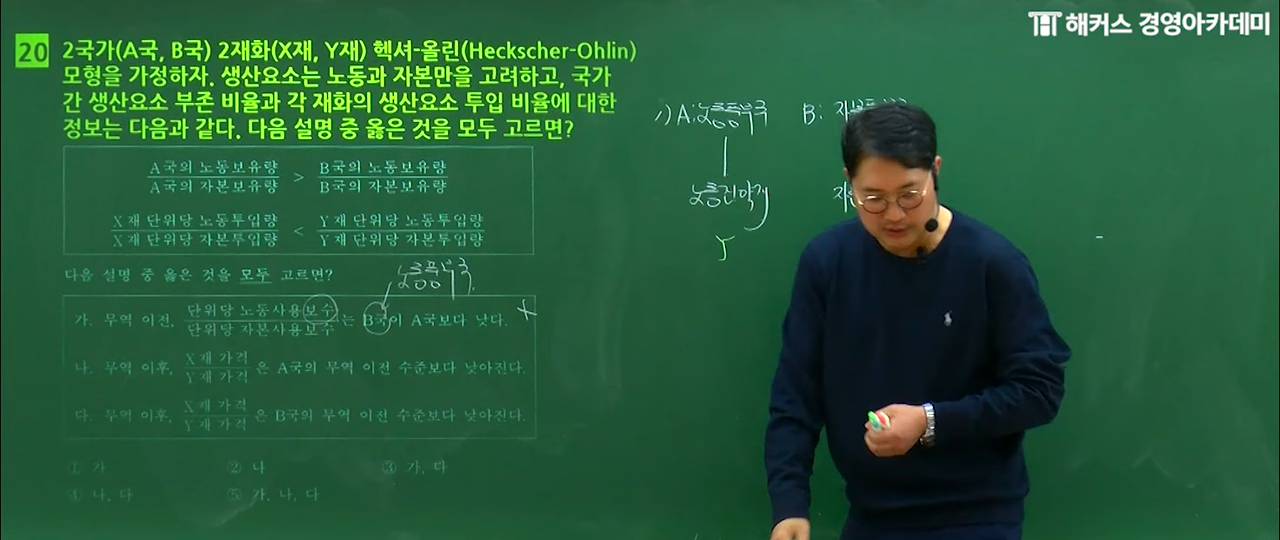 해커스 경영아카데미
20 2국가(A국, B국) 2재화(X재, Y재) 헥셔-올린(Heckscher-Ohlin)
모형을 가정하자. 생산요소는 노동과 자본만을 고려하고, 국가
간 생산요소 부존 비율과 각 재화의 생산요소 투입 비율에 대한
정보는 다음과 같다. 다음 설명 중 옳은 것을 모두 고르면?
A국의 노동보유량 > B국의 노동보유량
A국의 자본보유량 B국의 자본보유량
X재 단위당 노동투입량 < Y재 단위당 노동투입량
X재 단위당 자본투입량 Y재 단위당 자본투입량
다음 설명 중 옳은 것을 모두 고르면?
노동풍부국
가. 무역 이전, 단위당 노동사용보수 는 B국이 A국보다 낮다. X
단위당 자본사용보수
나. 무역 이후, X재 가격 은 A국의 무역 이전 수준보다 낮아진다.
Y재 가격
다. 무역 이후, X재 가격 은 B국의 무역 이전 수준보다 낮아진다.
Y재 가격
① 가 ② 나 ③ 가, 다
④ 나, 다 ⑤ 가, 나, 다
1) A: 노동풍부국 B:
노동집약재
Y